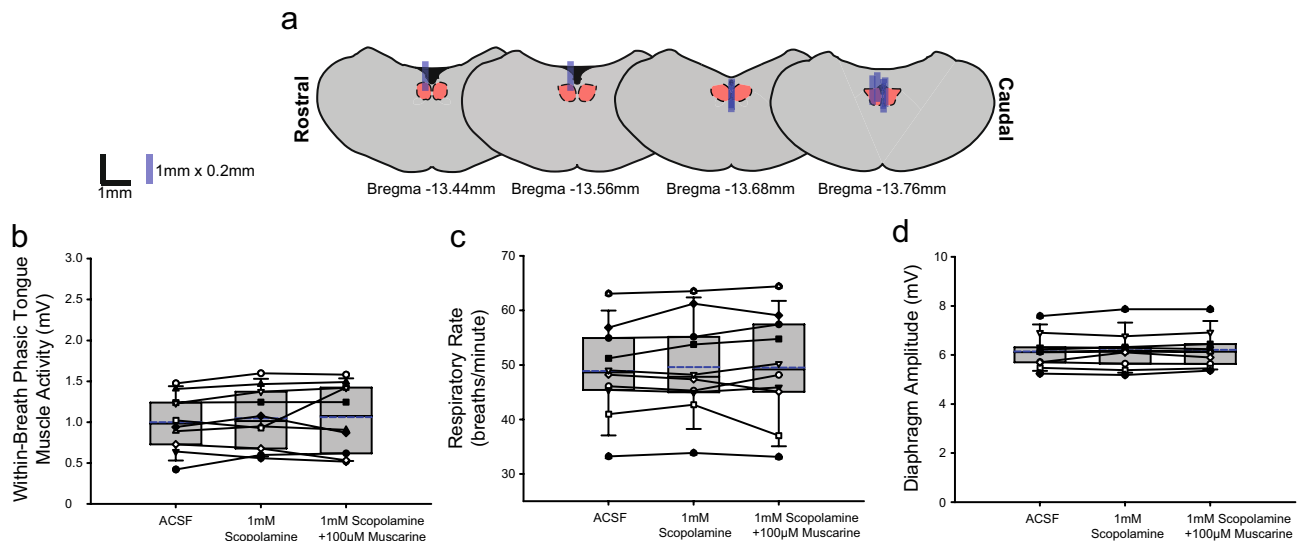 a
Rostral
Caudal
1mm
1mm x 0.2mm
Bregma -13.44mm
Bregma -13.56mm
Bregma -13.68mm
Bregma -13.76mm
b
Within-Breath Phasic Tongue
Muscle Activity (mV)
3.0
2.5
2.0
1.5
1.0
0.5
0
ACSF
1mM
Scopolamine
1mM Scopolamine
+100µM Muscarine
c
Respiratory Rate
(breaths/minute)
70
60
50
40
30
ACSF
1mM
Scopolamine
1mM Scopolamine
+100µM Muscarine
d
Diaphragm Amplitude (mV)
10
8
6
4
2
0
ACSF
1mM
Scopolamine
1mM Scopolamine
+100µM Muscarine